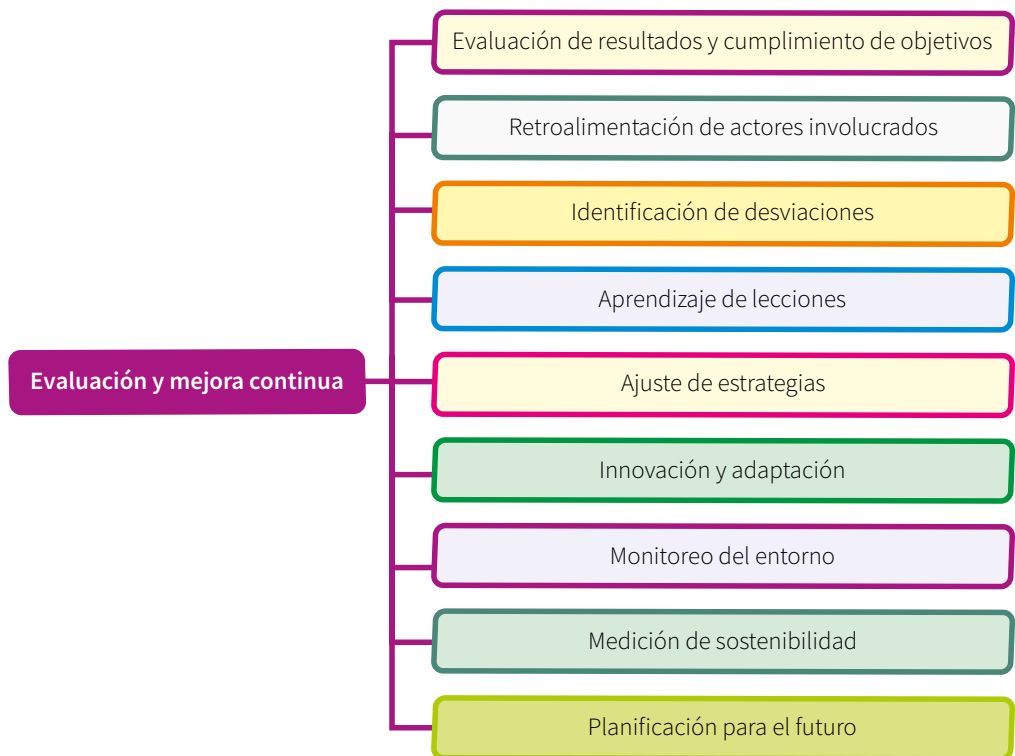 Evaluación de resultados y cumplimiento de objetivos
Retroalimentación de actores involucrados
Identificación de desviaciones
Aprendizaje de lecciones
Evaluación y mejora continua
Ajuste de estrategias
Innovación y adaptación
Monitoreo del entorno
Medición de sostenibilidad
Planificación para el futuro